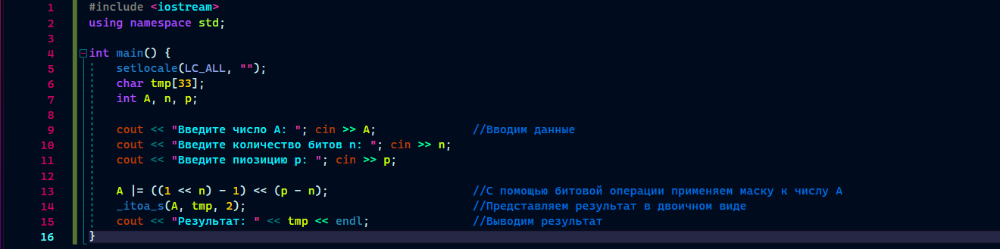 1 #include <iostream>
2 using namespace std;
3
4 int main() {
5 setlocale(LC_ALL, "");
6 char tmp[33];
7 int A, n, p;
8
9 cout << "Введите число A: "; cin >> A; //Вводим данные
10 cout << "Введите количество битов n: "; cin >> n;
11 cout << "Введите пиозицию p: "; cin >> p;
12
13 A |= ((1 << n) - 1) << (p - n); //С помощью битовой операции применяем маску к числу A
14 _itoa_s(A, tmp, 2); //Представляем результат в двоичном виде
15 cout << "Результат: " << tmp << endl; //Выводим результат
16 }